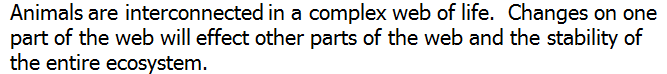 Animals are interconnected in a complex web of life.  Changes on one
part of the web will effect other parts of the web and the stability of
the entire ecosystem.